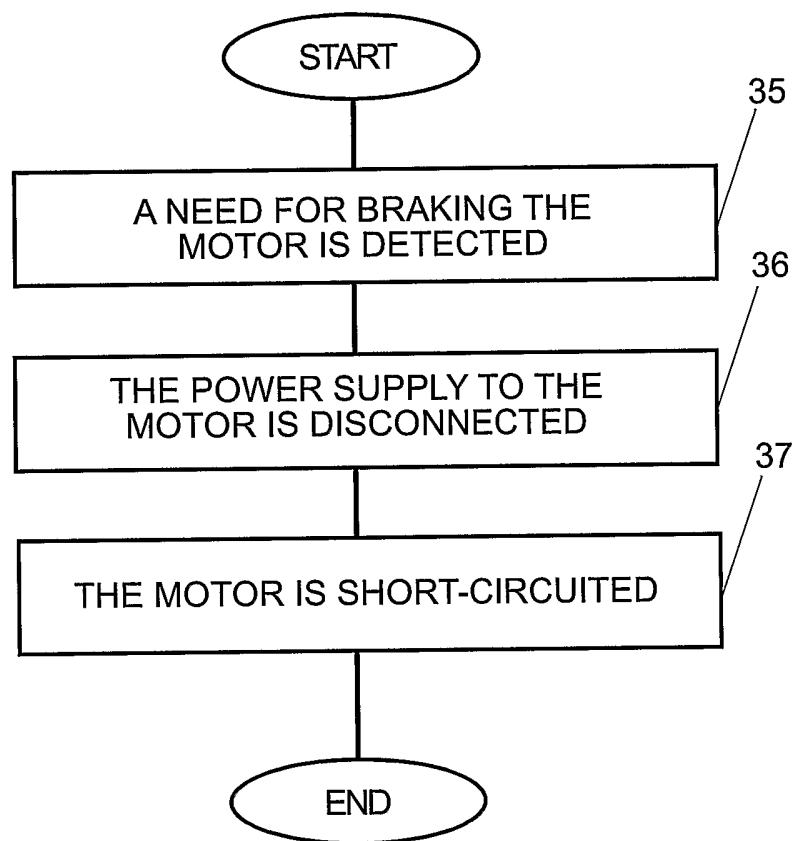 START
35
A NEED FOR BRAKING THE
MOTOR IS DETECTED
36
THE POWER SUPPLY TO THE
MOTOR IS DISCONNECTED
37
THE MOTOR IS SHORT-CIRCUITED
END